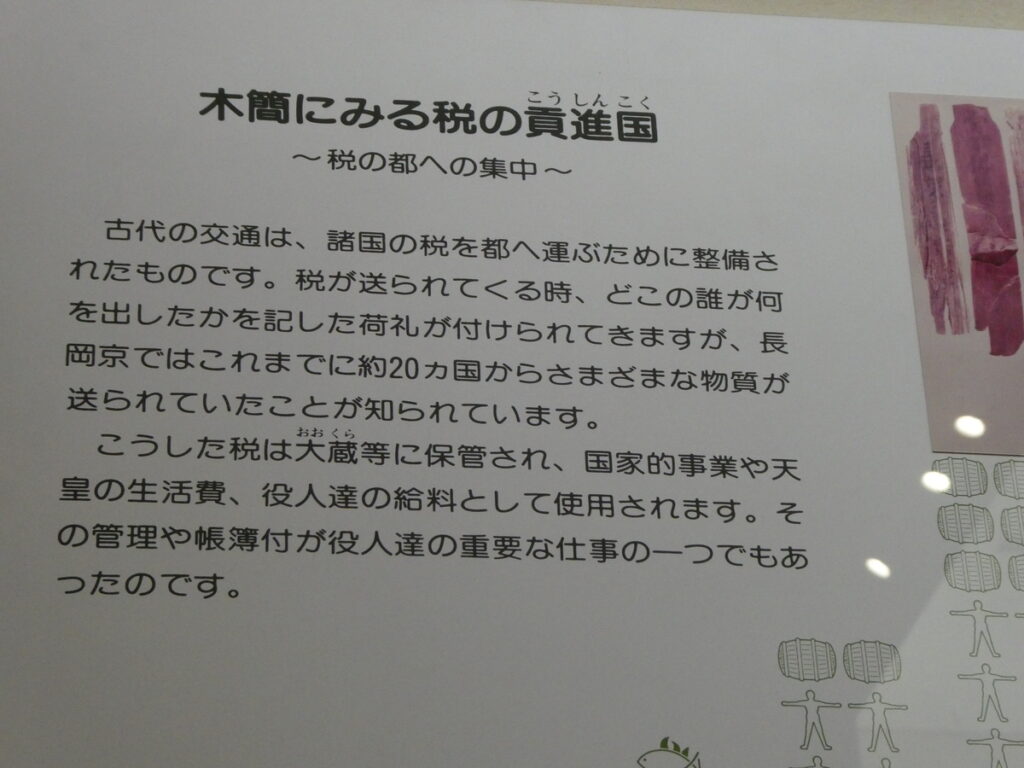 木簡にみる税の貢進国
こうしんこく
～税の都への集中～
古代の交通は、諸国の税を都へ運ぶために整備さ
れたものです。税が送られてくる時、どこの誰が何
を出したかを記した荷札が付けられてきますが、長
岡京ではこれまでに約20ヵ国からさまざまな物質が
送られていたことが知られています。
こうした税は大蔵等に保管され、国家的事業や天
おおくら
皇の生活費、役人達の給料として使用されます。そ
の管理や帳簿付が役人達の重要な仕事の一つでもあ
ったのです。